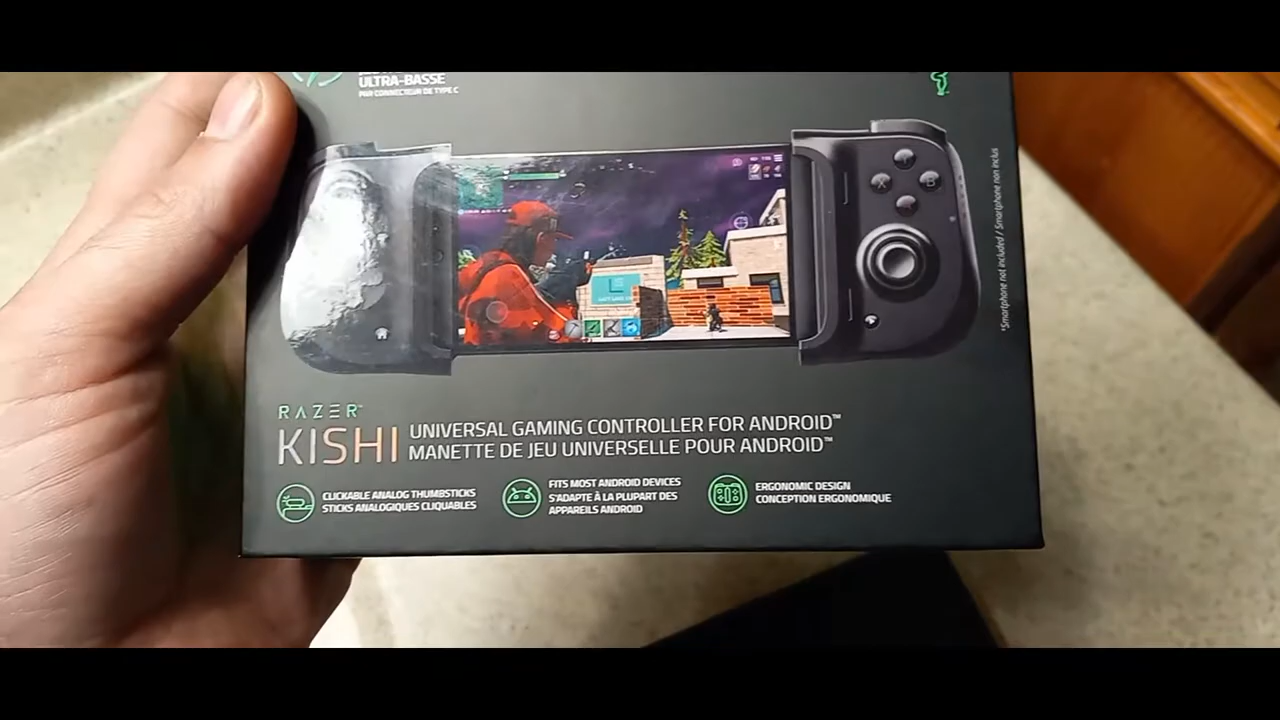 ULTRA-BASSE
PAR CONNECTEUR DE TYPE C
Y
X
B
*Smartphone not included / Smartphone non inclus
RAZER™
KISHI
UNIVERSAL GAMING CONTROLLER FOR ANDROID™
MANETTE DE JEU UNIVERSELLE POUR ANDROID™
CLICKABLE ANALOG THUMBSTICKS
STICKS ANALOGIQUES CLIQUABLES
FITS MOST ANDROID DEVICES
S'ADAPTE À LA PLUPART DES
APPAREILS ANDROID
ERGONOMIC DESIGN
CONCEPTION ERGONOMIQUE